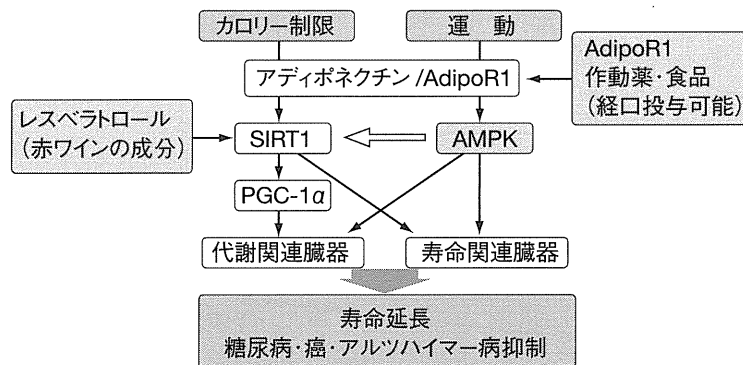 カロリー制限
運 動
アディポネクチン/AdipoR1
AdipoR1
作動薬・食品
(経口投与可能)
レスベラトロール
(赤ワインの成分)
SIRT1
AMPK
PGC-1α
代謝関連臓器
寿命関連臓器
寿命延長
糖尿病・癌・アルツハイマー病抑制